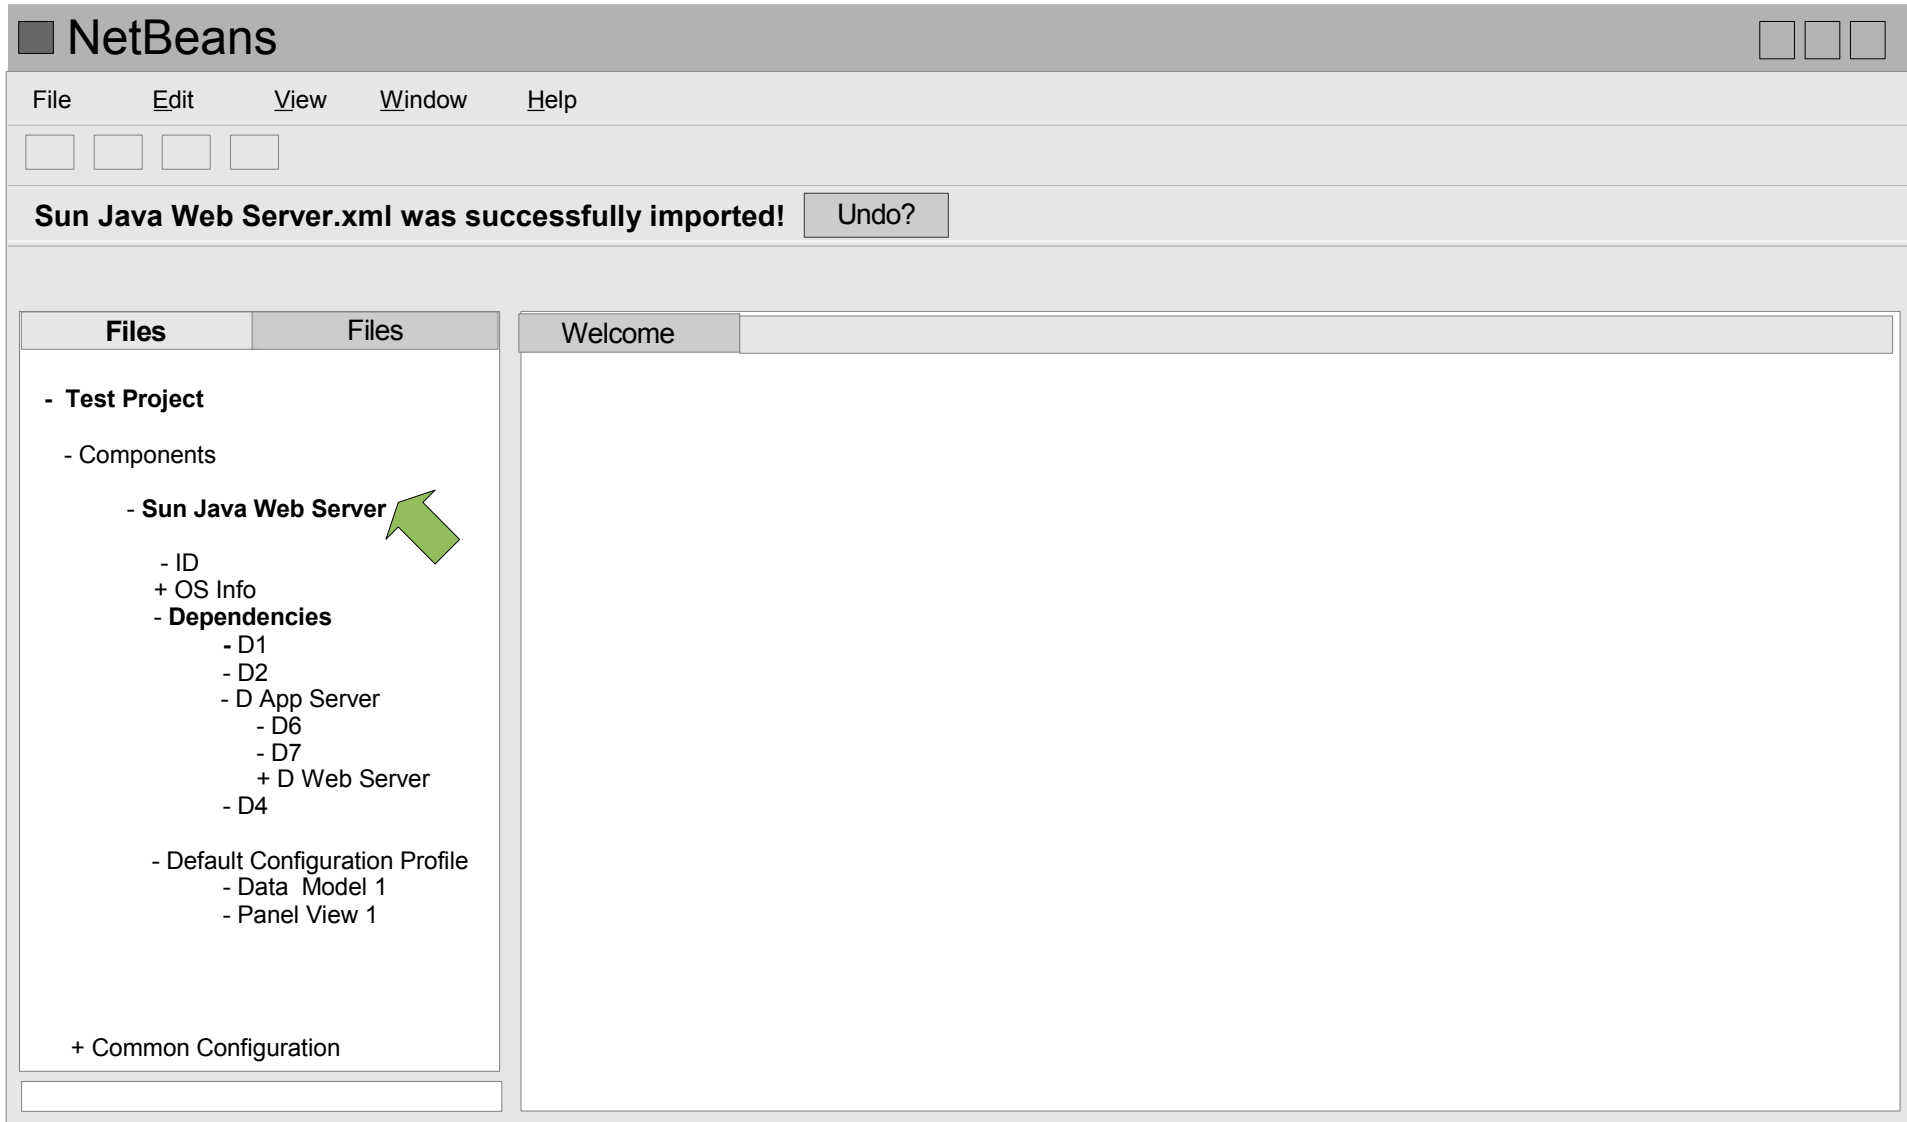 NetBeans
File Edit View Window Help
Sun Java Web Server.xml was successfully imported! Undo?
Files Files Welcome
- Test Project
- Components
- Sun Java Web Server
- ID
+ OS Info
- Dependencies
- D1
- D2
- D App Server
- D6
- D7
+ D Web Server
- D4
- Default Configuration Profile
- Data Model 1
- Panel View 1
+ Common Configuration